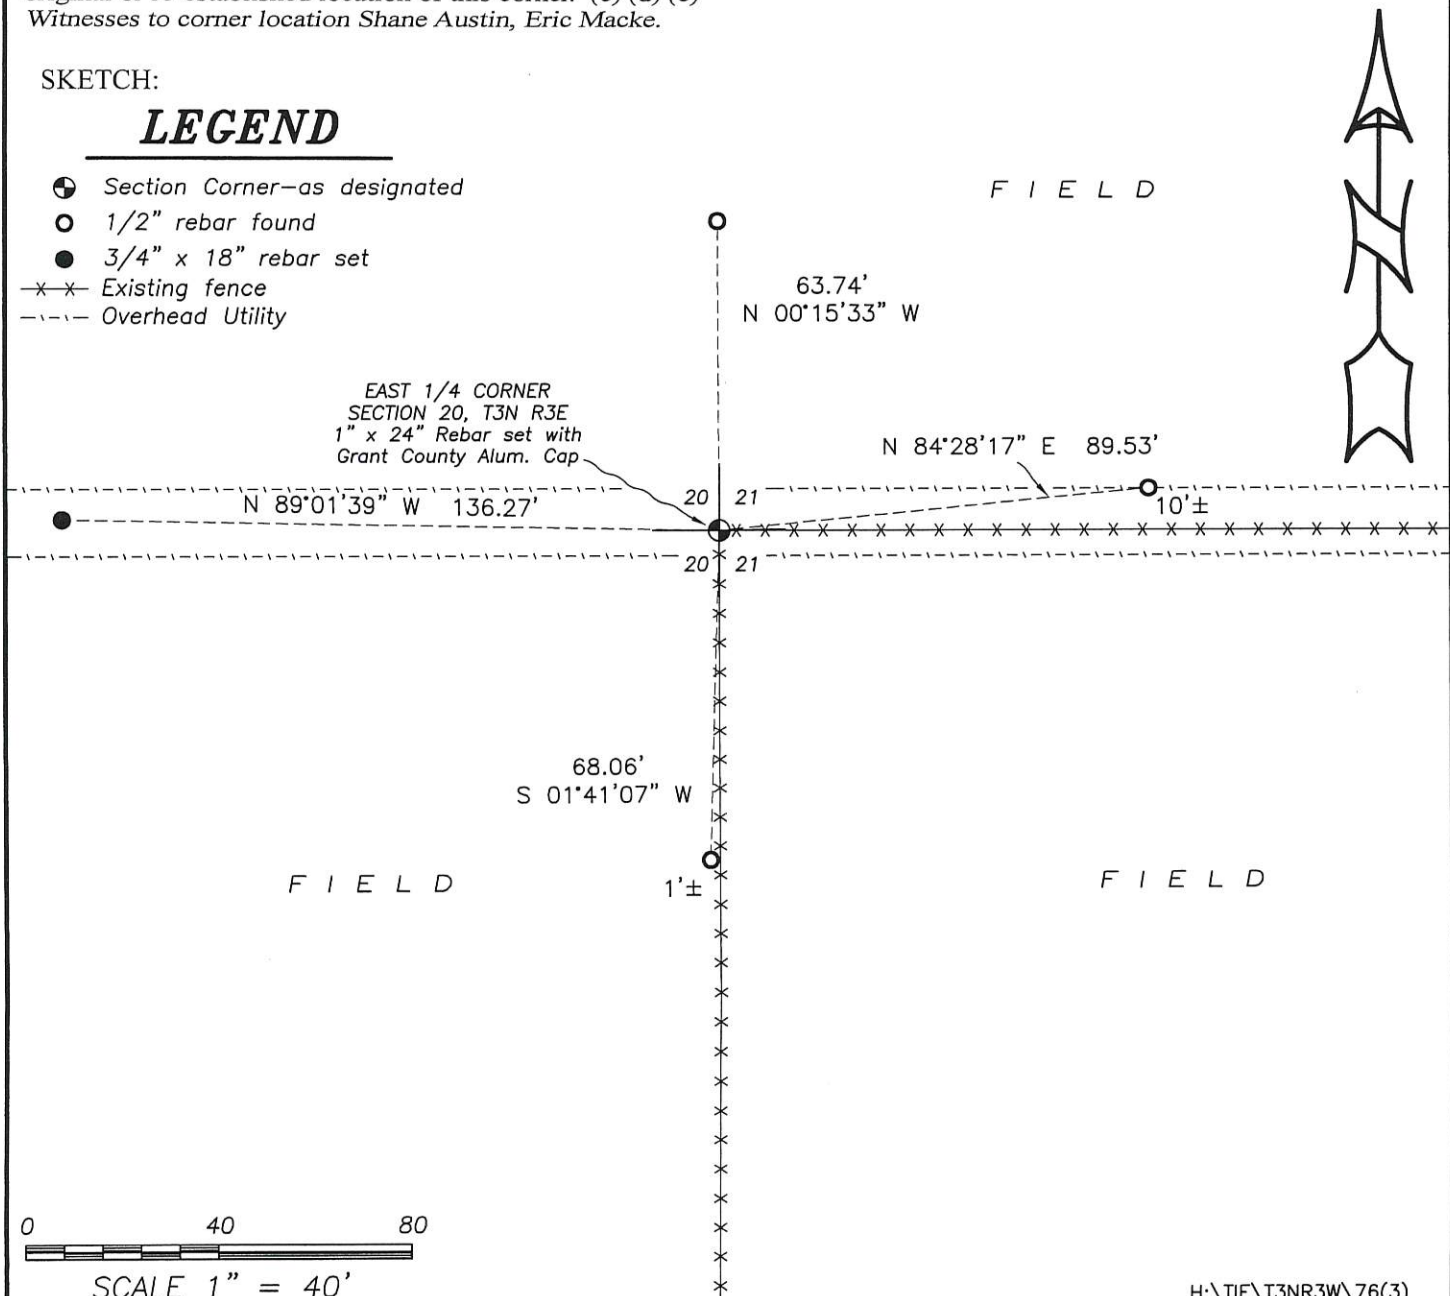 Witnesses to corner location Shane Austin, Eric Macke.
SKETCH:
LEGEND
Section Corner-as designated
1/2" rebar found
3/4" x 18" rebar set
Existing fence
Overhead Utility
F I E L D
N
63.74'
N 00°15'33" W
EAST 1/4 CORNER
SECTION 20, T3N R3E
1" x 24" Rebar set with
Grant County Alum. Cap
N 84°28'17" E 89.53'
N 89°01'39" W 136.27'
20 21
10'±
20 21
68.06'
S 01°41'07" W
1'±
F I E L D
F I E L D
0 40 80
SCALE 1" = 40'
H:\TIF\T3NR3W\76(3)